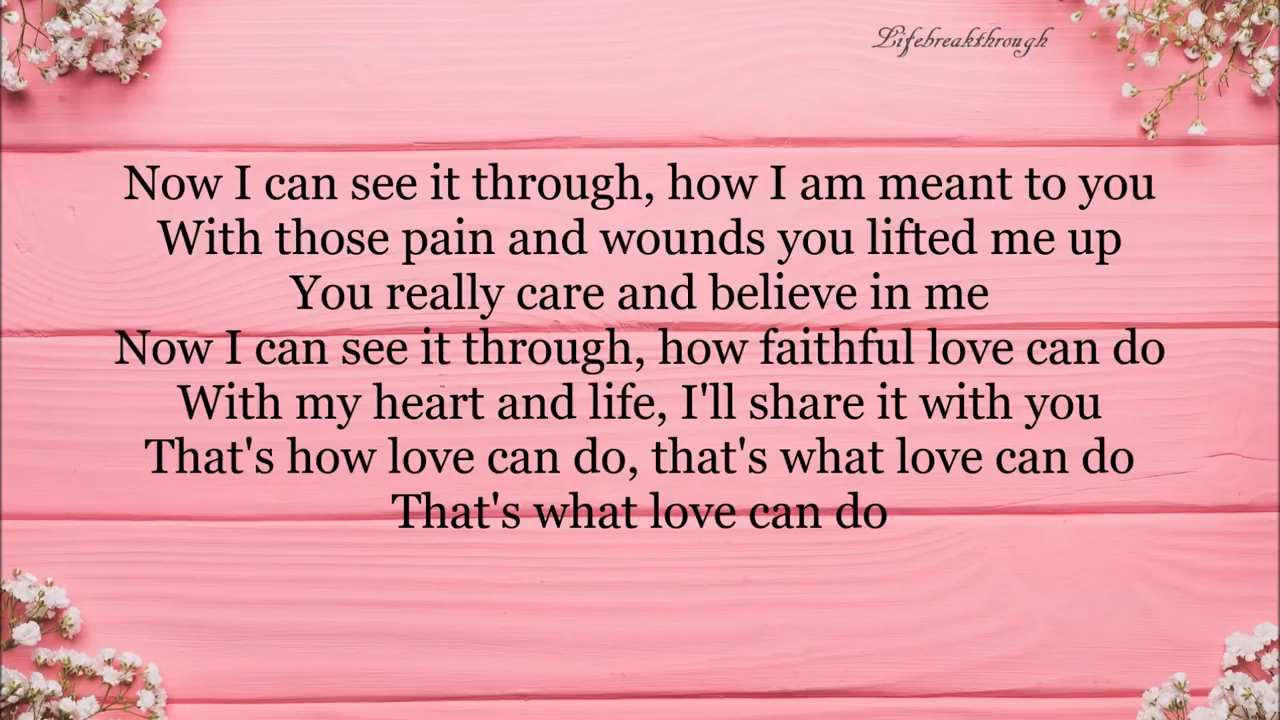 Lifebreakthrough
Now I can see it through, how I am meant to you
With those pain and wounds you lifted me up
You really care and believe in me
Now I can see it through, how faithful love can do
With my heart and life, I'll share it with you
That's how love can do, that's what love can do
That's what love can do